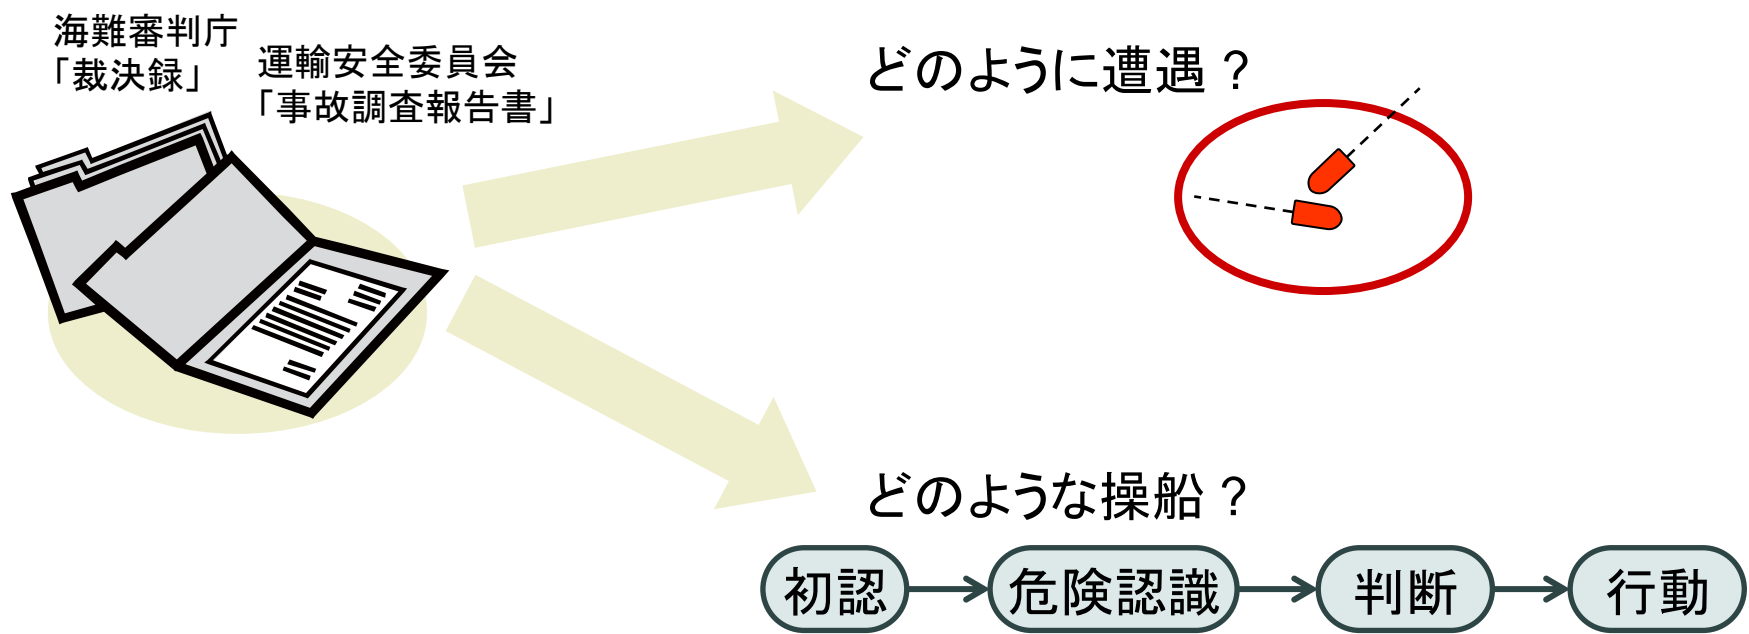 海難審判庁
「裁決録」
運輸安全委員会
「事故調査報告書」
どのように遭遇？
どのような操船？
初認
危険認識
判断
行動